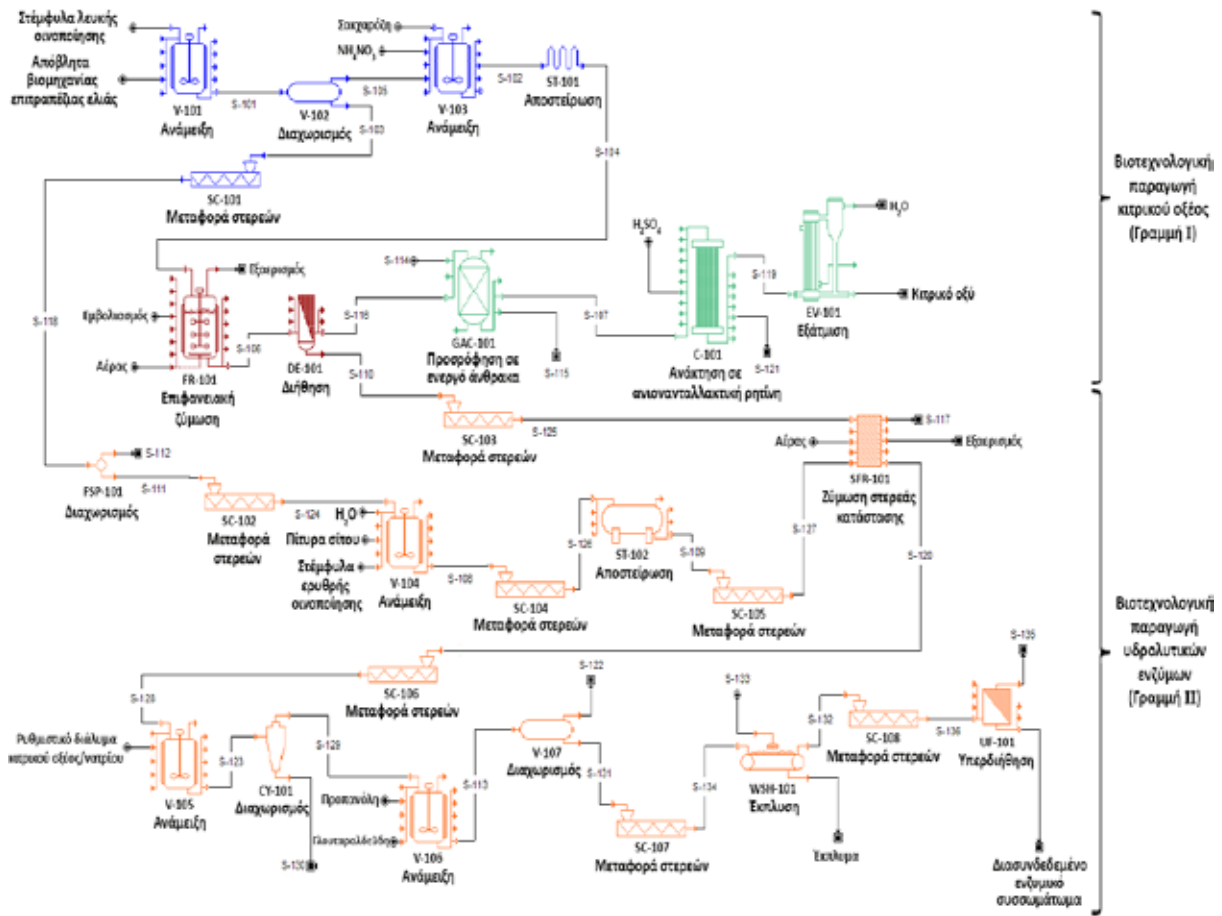 Στέμφυλα λευκής
οινοποίησης
Απόβλητα
βιομηχανίας
επιτραπέζιας ελιάς
V-101
Ανάμειξη
S-101
V-102
Διαχωρισμός
S-105
S-103
Σακχαρόζη
NH4NO3
V-103
Ανάμειξη
S-102
ST-101
Αποστείρωση
S-104
SC-101
Μεταφορά στερεών
Βιοτεχνολογική
παραγωγή
κιτρικού οξέος
(Γραμμή I)
S-118
Εξαερισμός
Εμβολιασμός
Αέρας
FR-101
Επιφανειακή
ζύμωση
S-106
DE-101
Διήθηση
S-116
S-110
S-114
GAC-101
Προσρόφηση σε
ενεργό άνθρακα
S-115
S-107
H2SO4
C-101
Ανάκτηση σε
ανιονανταλλακτική ρητίνη
S-119
S-121
H2O
Κιτρικό οξύ
EV-101
Εξάτμιση
SC-103
Μεταφορά στερεών
S-125
S-117
Αέρας
Εξαερισμός
SFR-101
Ζύμωση στερεάς
κατάστασης
FSP-101
Διαχωρισμός
S-112
S-111
SC-102
Μεταφορά
στερεών
S-124
H2O
Πίτυρα σίτου
Στέμφυλα
ερυθρής
οινοποίησης
V-104
Ανάμειξη
S-108
SC-104
Μεταφορά στερεών
S-126
ST-102
Αποστείρωση
S-109
SC-105
Μεταφορά στερεών
S-127
S-120
Βιοτεχνολογική
παραγωγή
υδρολυτικών
ενζύμων
(Γραμμή II)
SC-106
Μεταφορά στερεών
S-128
Ρυθμιστικό διάλυμα
κιτρικού οξέος/νατρίου
V-105
Ανάμειξη
S-123
CY-101
Διαχωρισμός
S-129
S-130
Προπανόλη
Γλουταραλδεΰδη
V-106
Ανάμειξη
S-113
V-107
Διαχωρισμός
S-122
S-131
SC-107
Μεταφορά στερεών
S-134
S-133
WSH-101
Έκπλυση
Έκπλυμα
S-132
SC-108
Μεταφορά στερεών
S-136
S-135
UF-101
Υπερδιήθηση
Διασυνδεδεμένο
ενζυμικό
συσσωμάτωμα